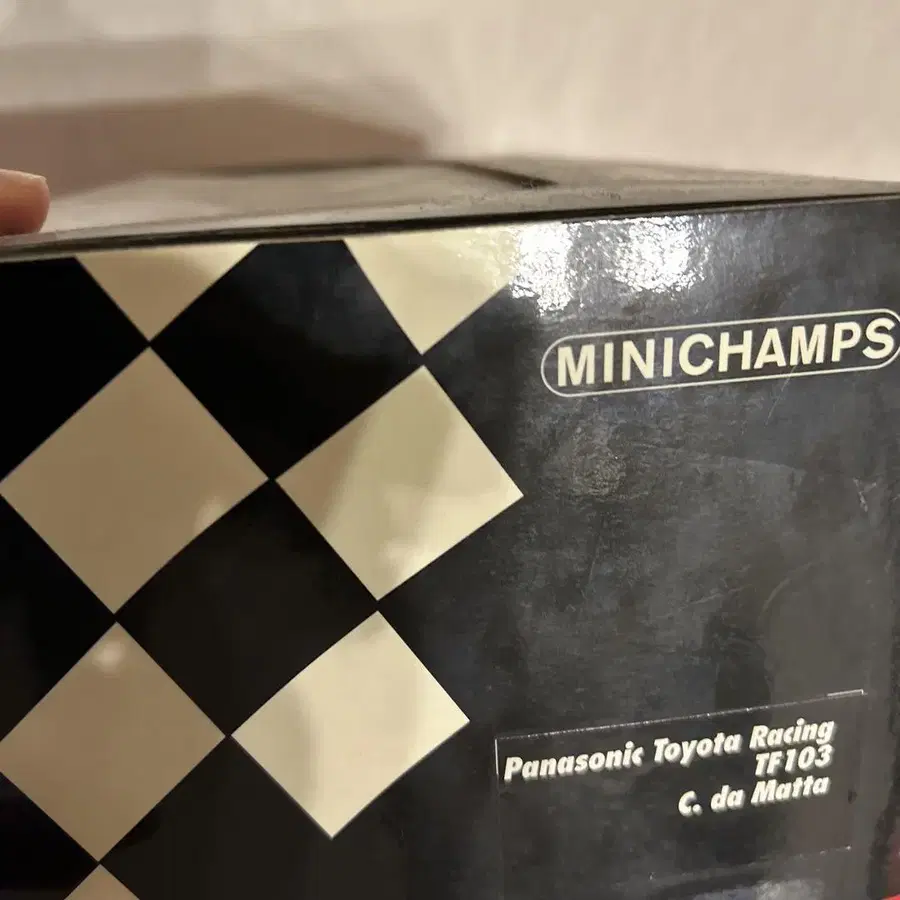 MINICHAMPS
Panasonic Toyota Racing
TF103
C. da Matta